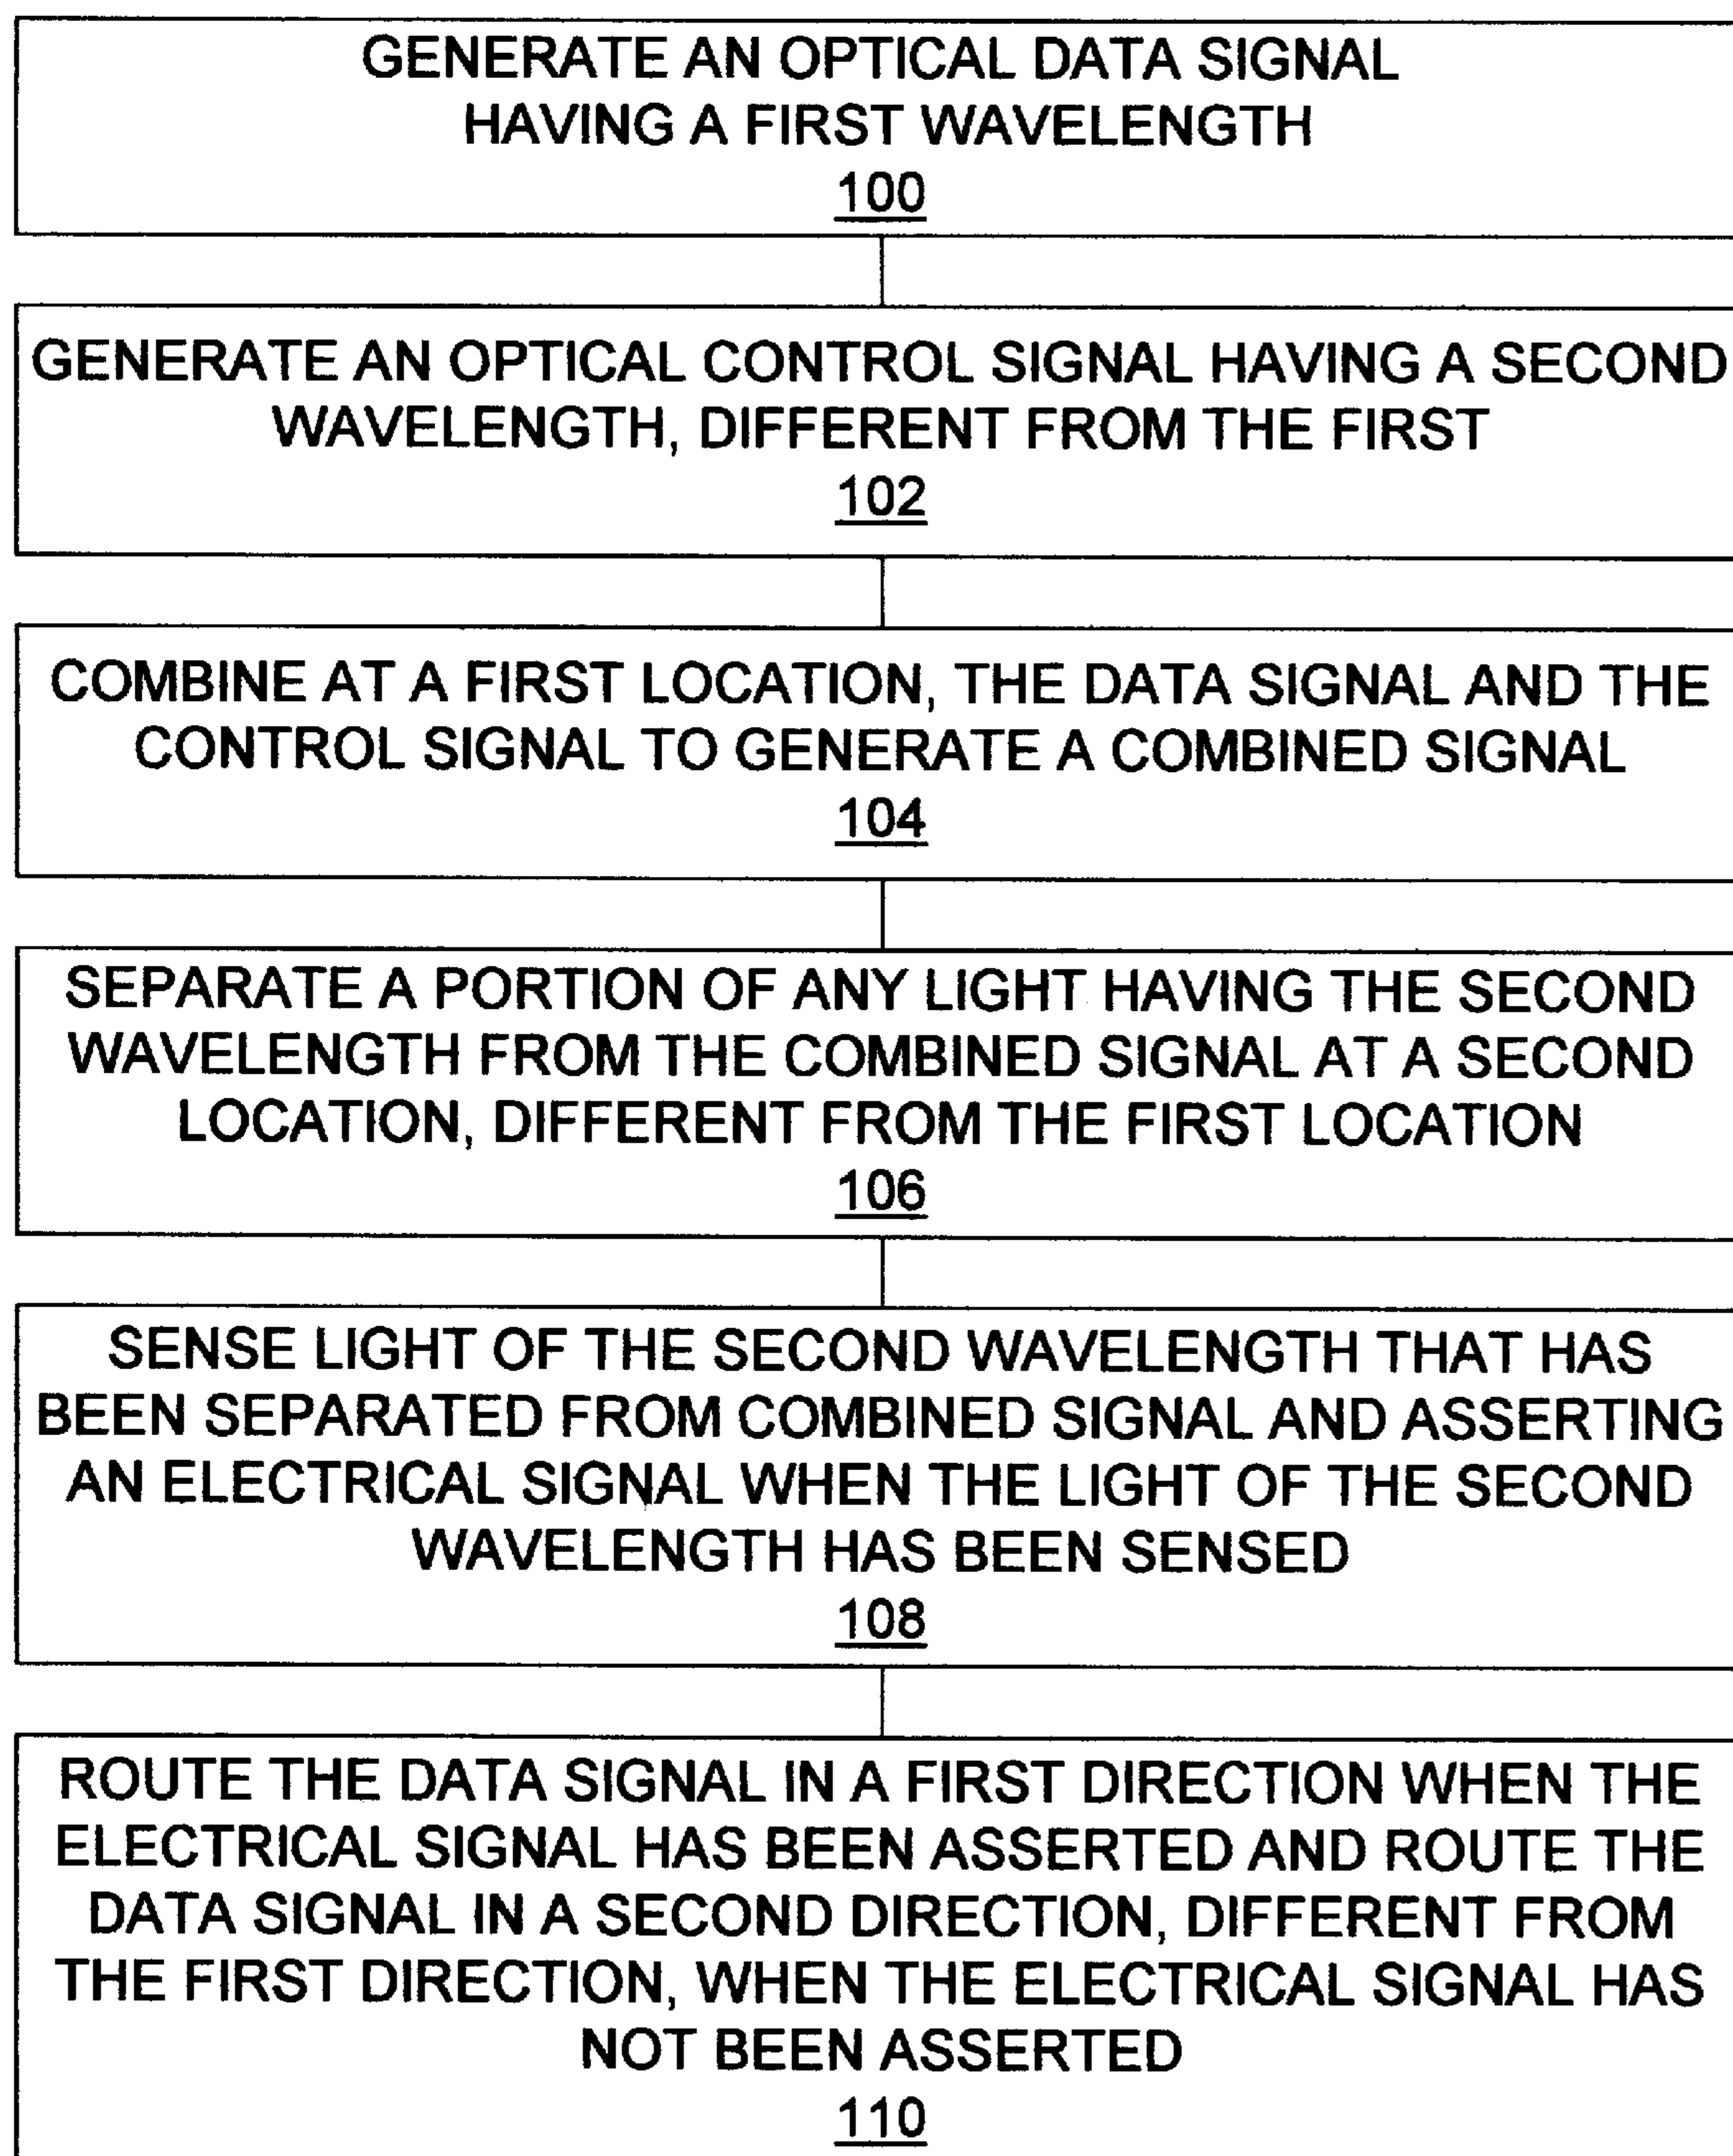 GENERATE AN OPTICAL DATA SIGNAL
HAVING A FIRST WAVELENGTH
100
GENERATE AN OPTICAL CONTROL SIGNAL HAVING A SECOND
WAVELENGTH, DIFFERENT FROM THE FIRST
102
COMBINE AT A FIRST LOCATION, THE DATA SIGNAL AND THE
CONTROL SIGNAL TO GENERATE A COMBINED SIGNAL
104
SEPARATE A PORTION OF ANY LIGHT HAVING THE SECOND
WAVELENGTH FROM THE COMBINED SIGNAL AT A SECOND
LOCATION, DIFFERENT FROM THE FIRST LOCATION
106
SENSE LIGHT OF THE SECOND WAVELENGTH THAT HAS
BEEN SEPARATED FROM COMBINED SIGNAL AND ASSERTING
AN ELECTRICAL SIGNAL WHEN THE LIGHT OF THE SECOND
WAVELENGTH HAS BEEN SENSED
108
ROUTE THE DATA SIGNAL IN A FIRST DIRECTION WHEN THE
ELECTRICAL SIGNAL HAS BEEN ASSERTED AND ROUTE THE
DATA SIGNAL IN A SECOND DIRECTION, DIFFERENT FROM
THE FIRST DIRECTION, WHEN THE ELECTRICAL SIGNAL HAS
NOT BEEN ASSERTED
110